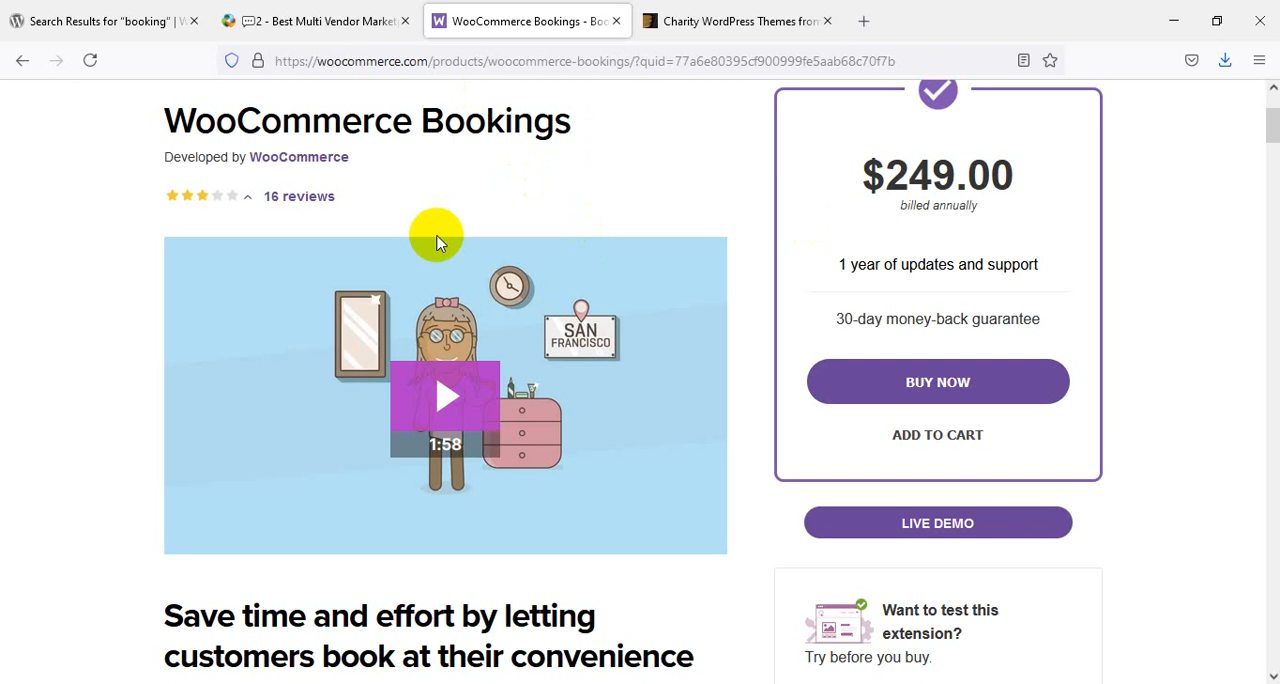 Search Results for "booking" | W
💬2 - Best Multi Vendor Market
WooCommerce Bookings - Boo
Charity WordPress Themes from
https://woocommerce.com/products/woocommerce-bookings/?quid=77a6e80395cf900999fe5aab68c70f7b
WooCommerce Bookings
Developed by WooCommerce
16 reviews
SAN
FRANCISCO
1:58
Save time and effort by letting
customers book at their convenience
$249.00
billed annually
1 year of updates and support
30-day money-back guarantee
BUY NOW
ADD TO CART
LIVE DEMO
Want to test this
extension?
Try before you buy.